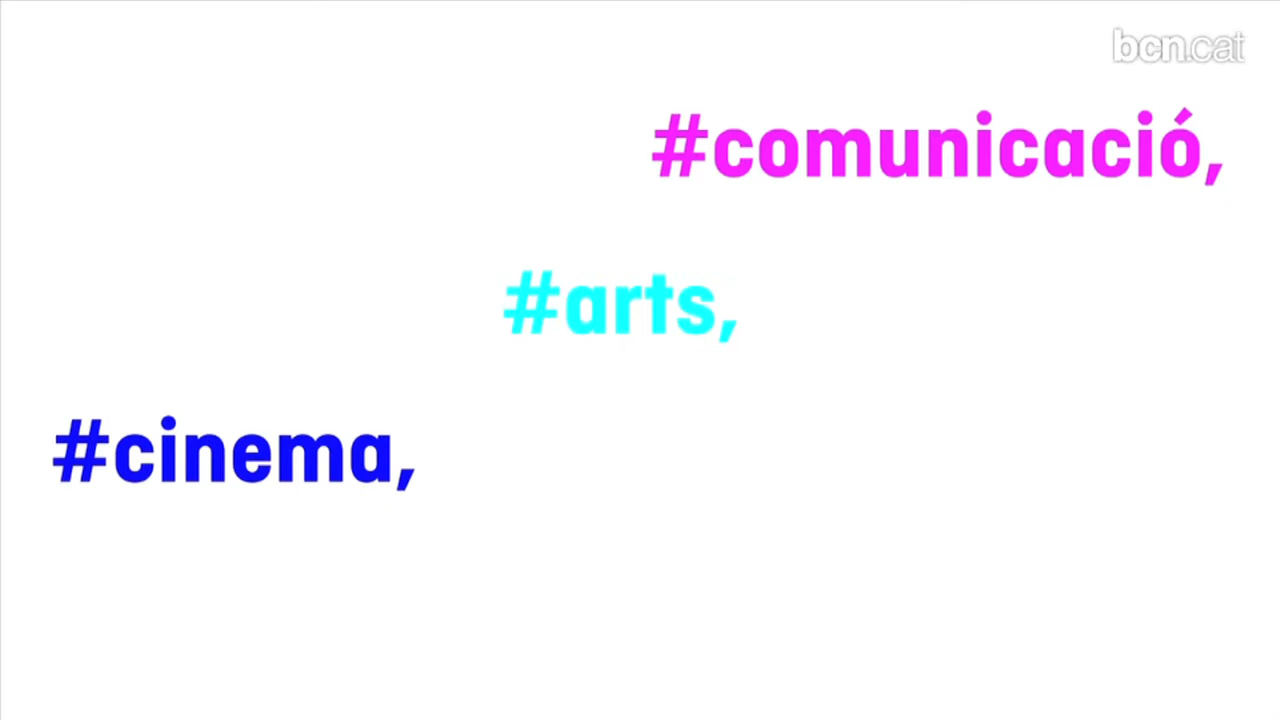 bcn.cat
#comunicació,
#arts,
#cinema,